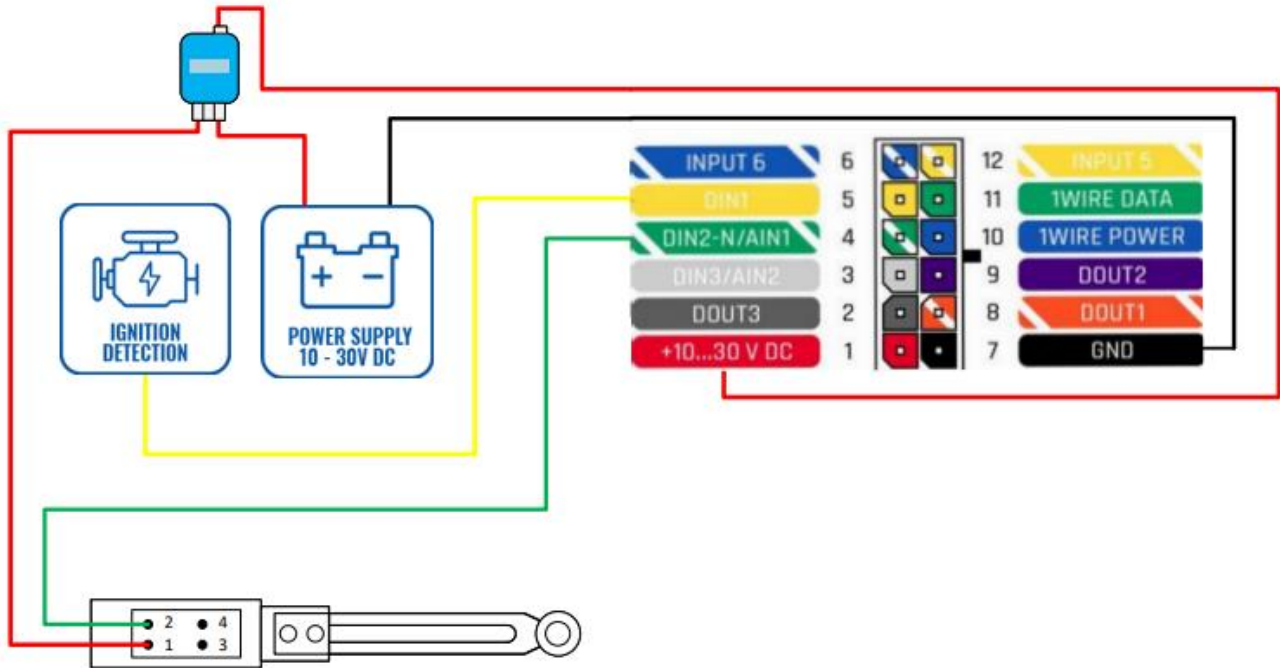 INPUT 6 6 12 INPUT 5
DIN1 5 11 1WIRE DATA
DIN2-N/AIN1 4 10 1WIRE POWER
DIN3/AIN2 3 9 DOUT2
DOUT3 2 8 DOUT1
+10...30 V DC 1 7 GND
IGNITION
DETECTION
+ -
POWER SUPPLY
10 - 30V DC
2 4
1 3